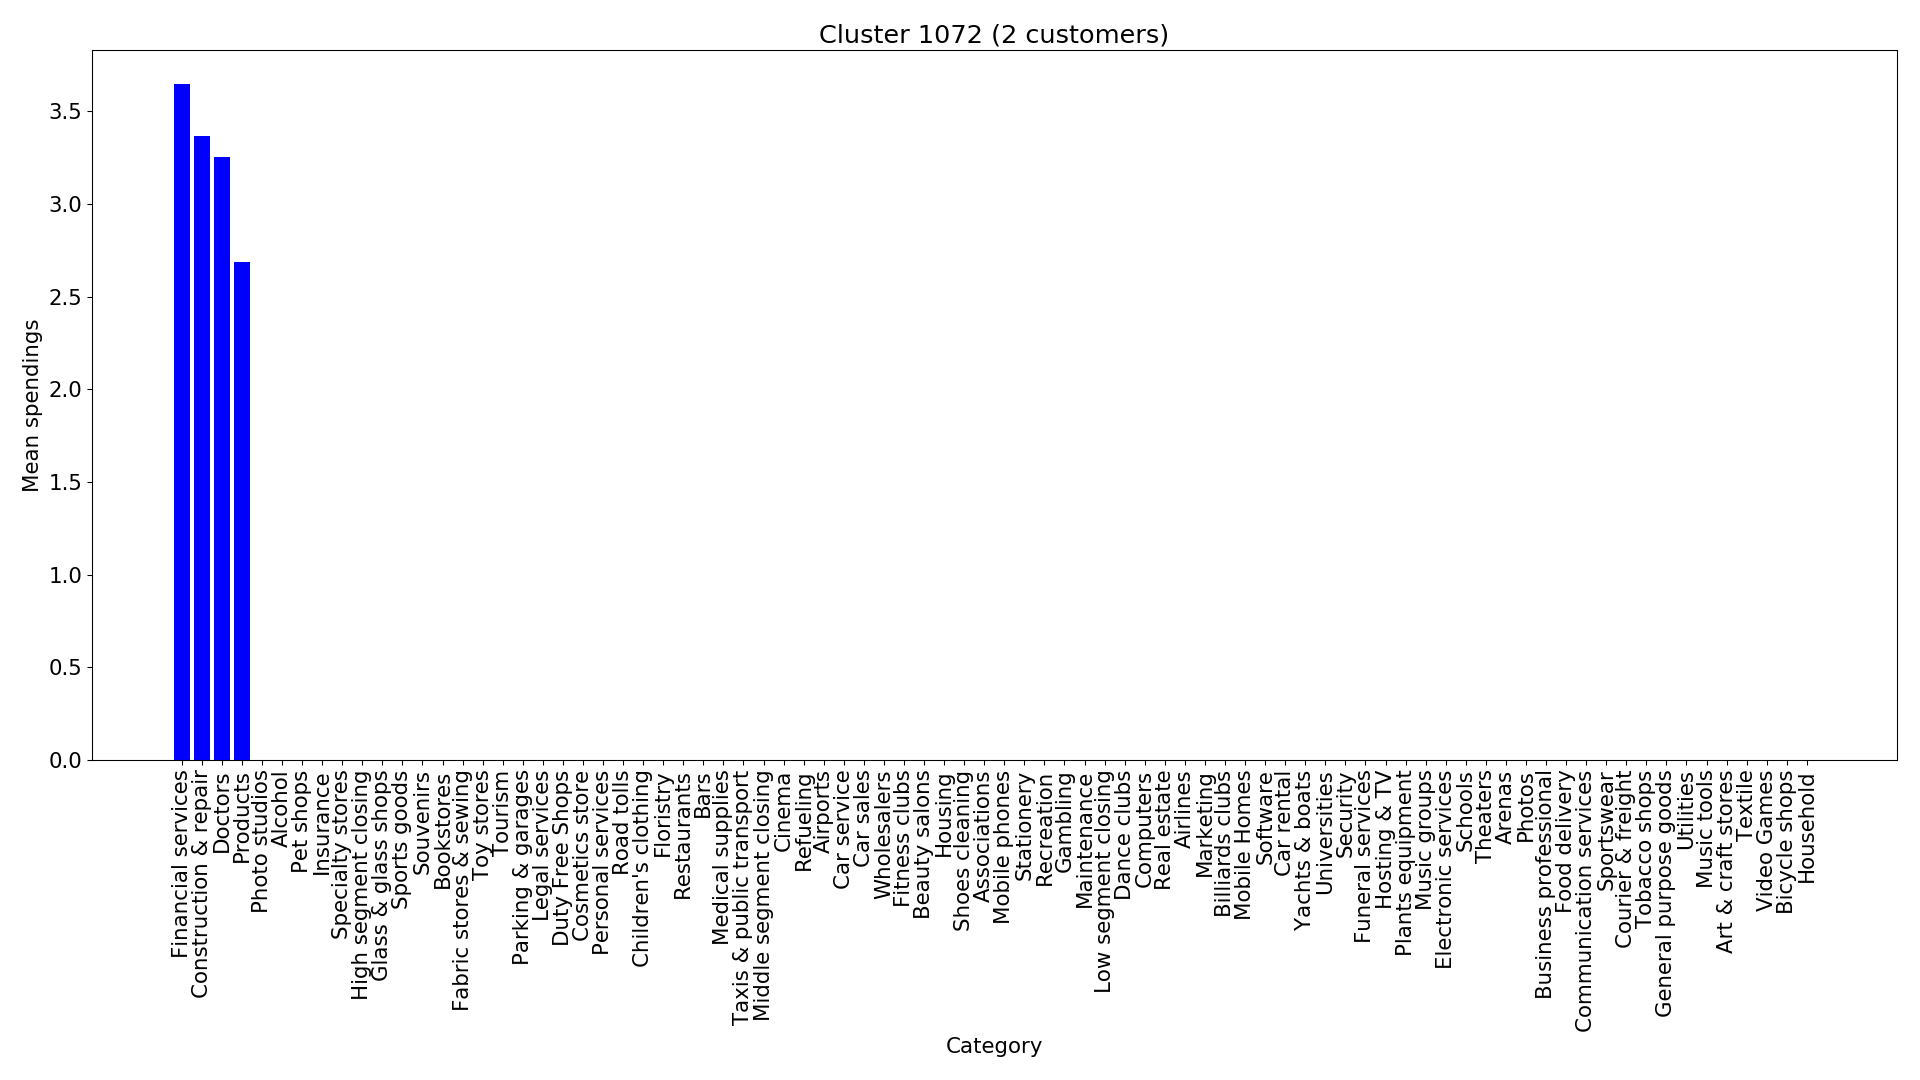 Cluster 1072 (2 customers)
Mean spendings
3.5
3.0
2.5
2.0
1.5
1.0
0.5
0.0
Financial services
Construction & repair
Doctors
Products
Photo studios
Alcohol
Pet shops
Insurance
Specialty stores
High segment closing
Glass & glass shops
Sports goods
Souvenirs
Bookstores
Fabric stores & sewing
Toy stores
Tourism
Parking & garages
Legal services
Duty Free Shops
Cosmetics store
Personal services
Road tolls
Children's clothing
Floristry
Restaurants
Bars
Medical supplies
Taxis & public transport
Middle segment closing
Cinema
Refueling
Airports
Car service
Car sales
Wholesalers
Fitness clubs
Beauty salons
Housing
Shoes cleaning
Associations
Mobile phones
Stationery
Recreation
Gambling
Maintenance
Low segment closing
Dance clubs
Computers
Real estate
Airlines
Marketing
Billiards clubs
Mobile Homes
Software
Car rental
Yachts & boats
Universities
Security
Funeral services
Hosting & TV
Plants equipment
Music groups
Electronic services
Schools
Theaters
Arenas
Photos
Business professional
Food delivery
Communication services
Sportswear
Courier & freight
Tobacco shops
General purpose goods
Utilities
Music tools
Art & craft stores
Textile
Video Games
Bicycle shops
Household
Category